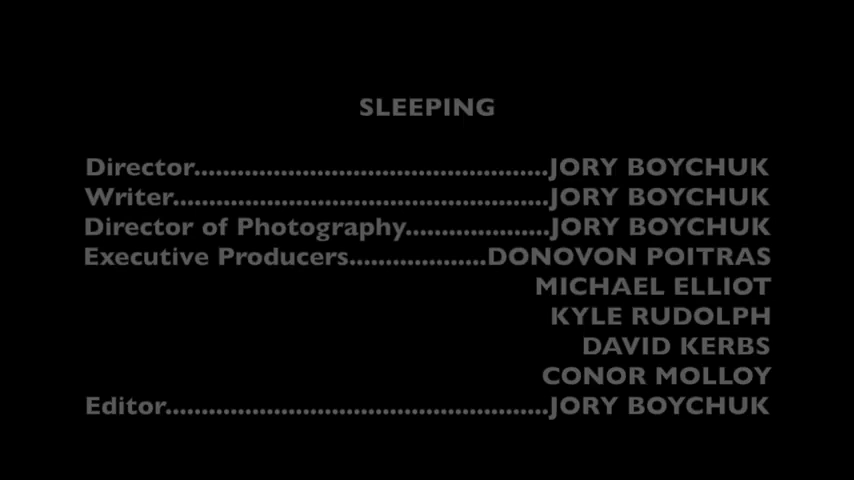 SLEEPING
Director.................................................JORY BOYCHUK
Writer....................................................JORY BOYCHUK
Director of Photography....................JORY BOYCHUK
Executive Producers...................DONOVON POITRAS
MICHAEL ELLIOT
KYLE RUDOLPH
DAVID KERBS
CONOR MOLLOY
Editor.....................................................JORY BOYCHUK